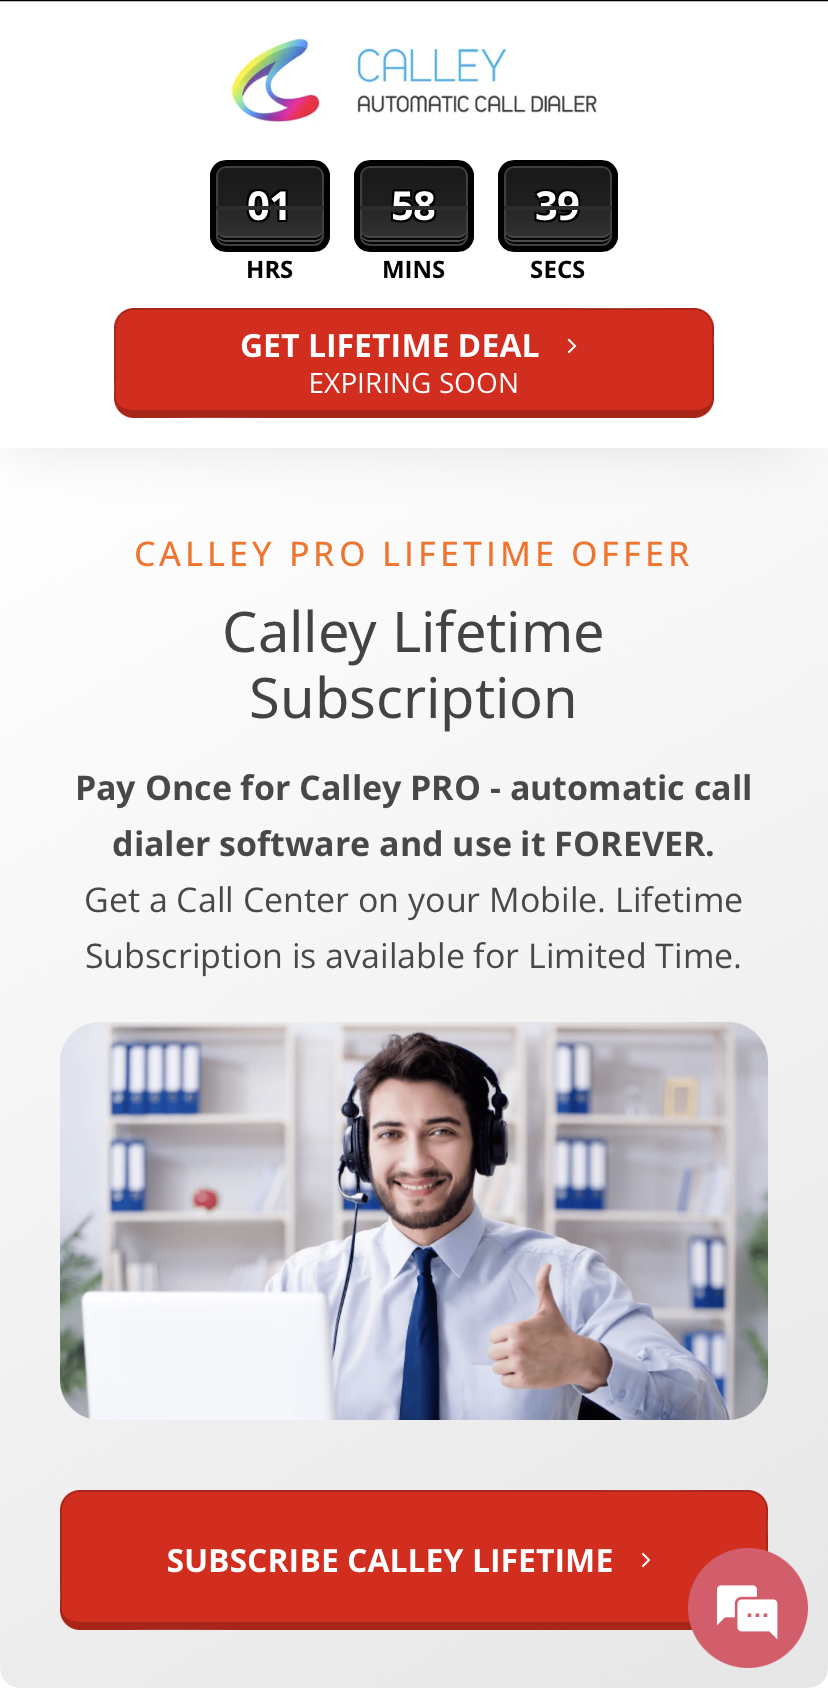 CALLEY
AUTOMATIC CALL DIALER
01 58 39
HRS MINS SECS
GET LIFETIME DEAL
EXPIRING SOON
CALLEY PRO LIFETIME OFFER
Calley Lifetime
Subscription
Pay Once for Calley PRO - automatic call
dialer software and use it FOREVER.
Get a Call Center on your Mobile. Lifetime
Subscription is available for Limited Time.
SUBSCRIBE CALLEY LIFETIME